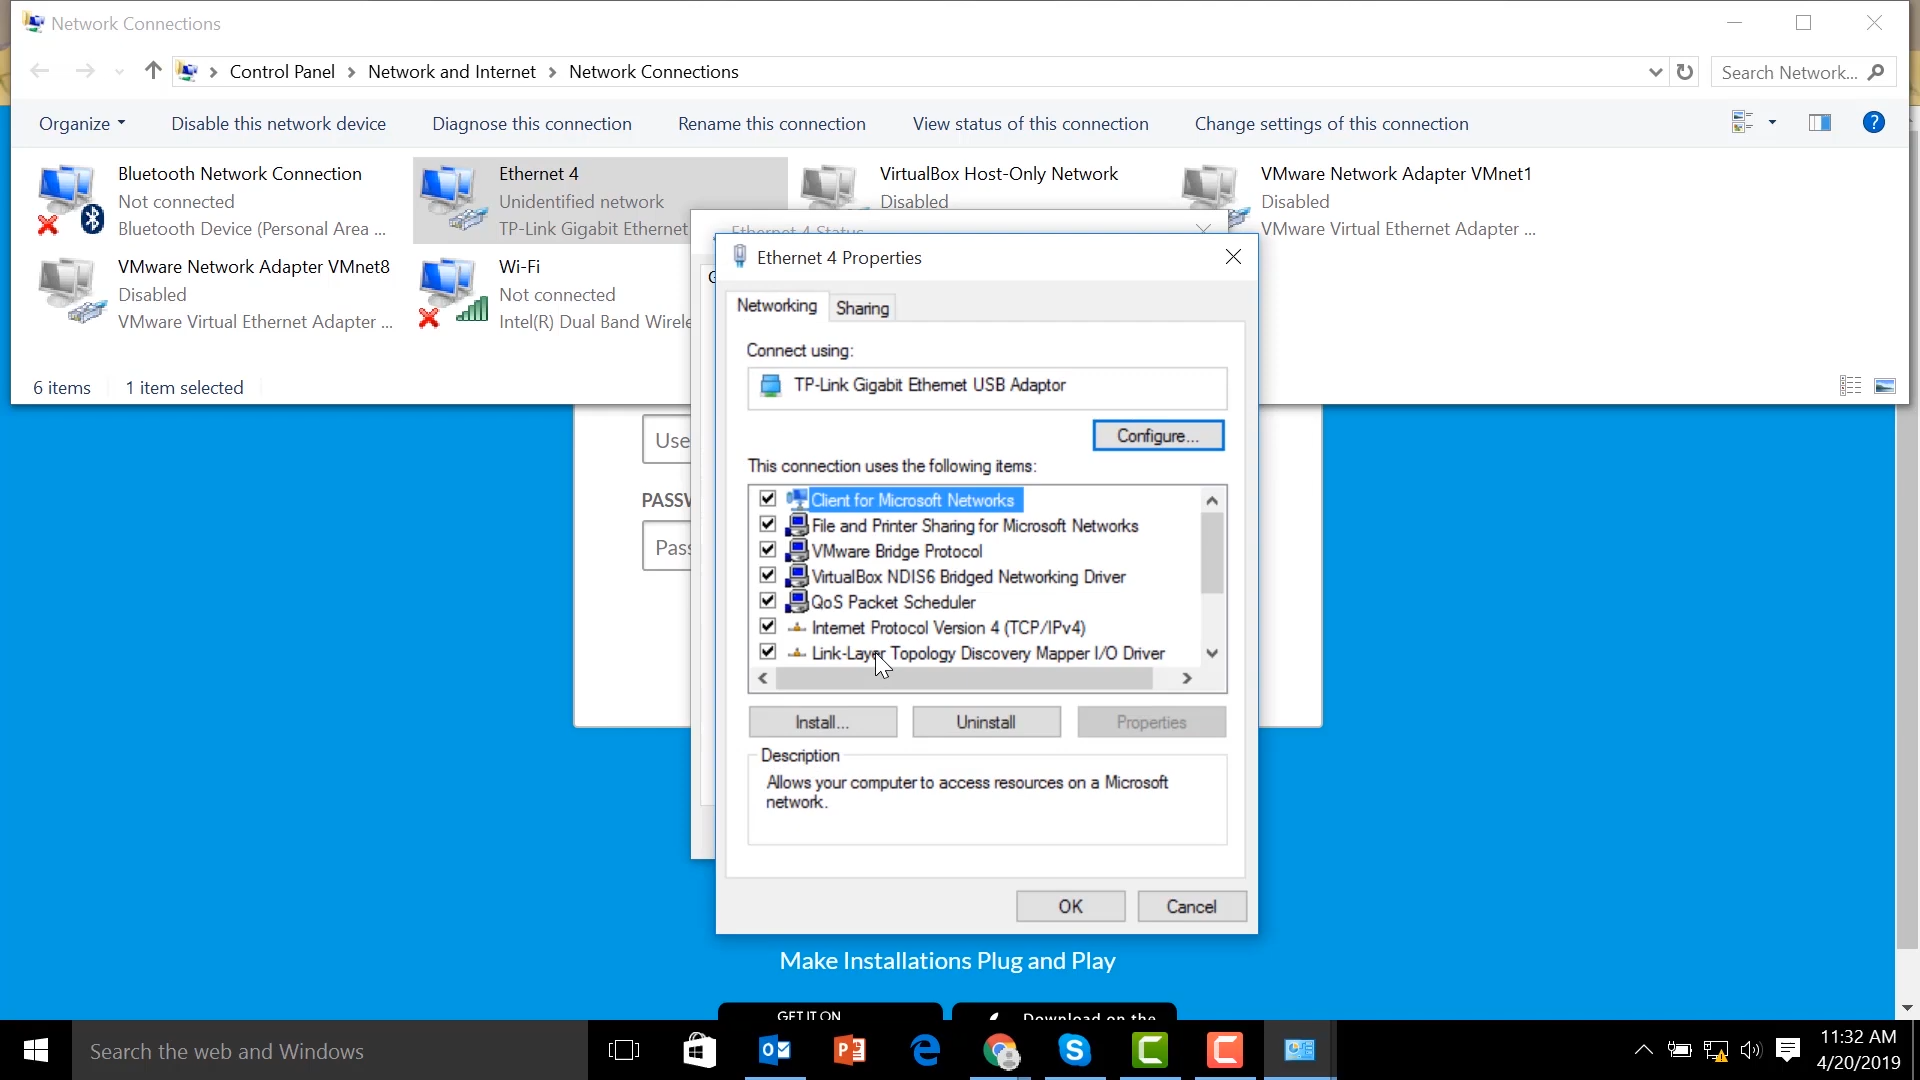 Network Connections
Control Panel > Network and Internet > Network Connections
Search Network...
Organize
Disable this network device
Diagnose this connection
Rename this connection
View status of this connection
Change settings of this connection
Bluetooth Network Connection
Not connected
Bluetooth Device (Personal Area ...
Ethernet 4
Unidentified network
TP-Link Gigabit Ethernet
VirtualBox Host-Only Network
Disabled
VMware Network Adapter VMnet1
Disabled
VMware Virtual Ethernet Adapter ...
VMware Network Adapter VMnet8
Disabled
VMware Virtual Ethernet Adapter ...
Wi-Fi
Not connected
Intel(R) Dual Band Wirele
6 items
1 item selected
Ethernet 4 Status
Ethernet 4 Properties
Networking
Sharing
Connect using:
TP-Link Gigabit Ethernet USB Adaptor
Configure...
This connection uses the following items:
Client for Microsoft Networks
File and Printer Sharing for Microsoft Networks
VMware Bridge Protocol
VirtualBox NDIS6 Bridged Networking Driver
QoS Packet Scheduler
Internet Protocol Version 4 (TCP/IPv4)
Link-Layer Topology Discovery Mapper I/O Driver
Install...
Uninstall
Properties
Description
Allows your computer to access resources on a Microsoft
network.
OK
Cancel
Use
PASSW
Pass
Make Installations Plug and Play
GET IT ON
Download on the
Search the web and Windows
11:32 AM
4/20/2019